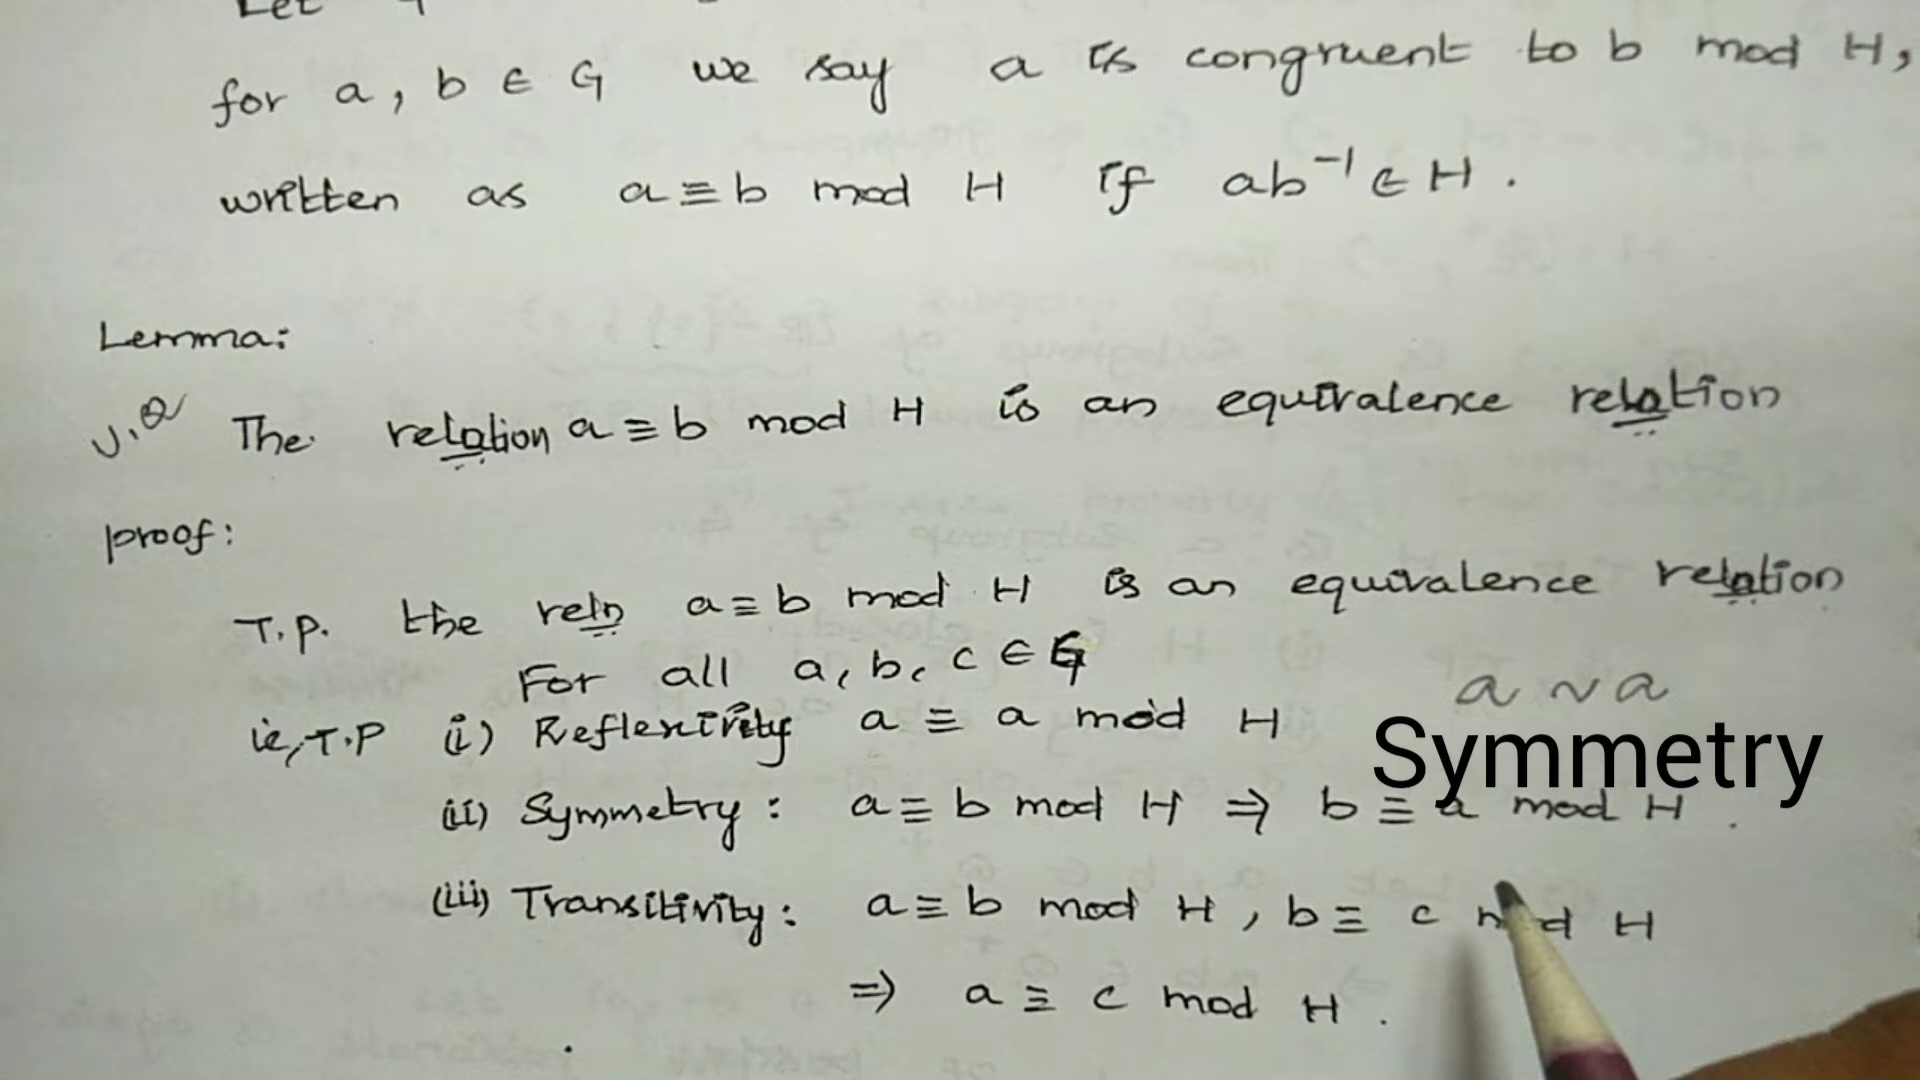 Let
for a, b ∈ G we say a is congruent to b mod H,
written as a ≡ b mod H if ab⁻¹ ∈ H.
Lemma:
U.Q The relation a ≡ b mod H is an equivalence relation
proof:
T.p. the reln a ≡ b mod H is an equivalence relation
For all a, b, c ∈ G
a ~ a
ie, T.P (i) Reflexivity a ≡ a mod H
Symmetry
(ii) Symmetry: a ≡ b mod H ⇒ b ≡ a mod H.
(iii) Transitivity: a ≡ b mod H, b ≡ c mod H
⇒ a ≡ c mod H.